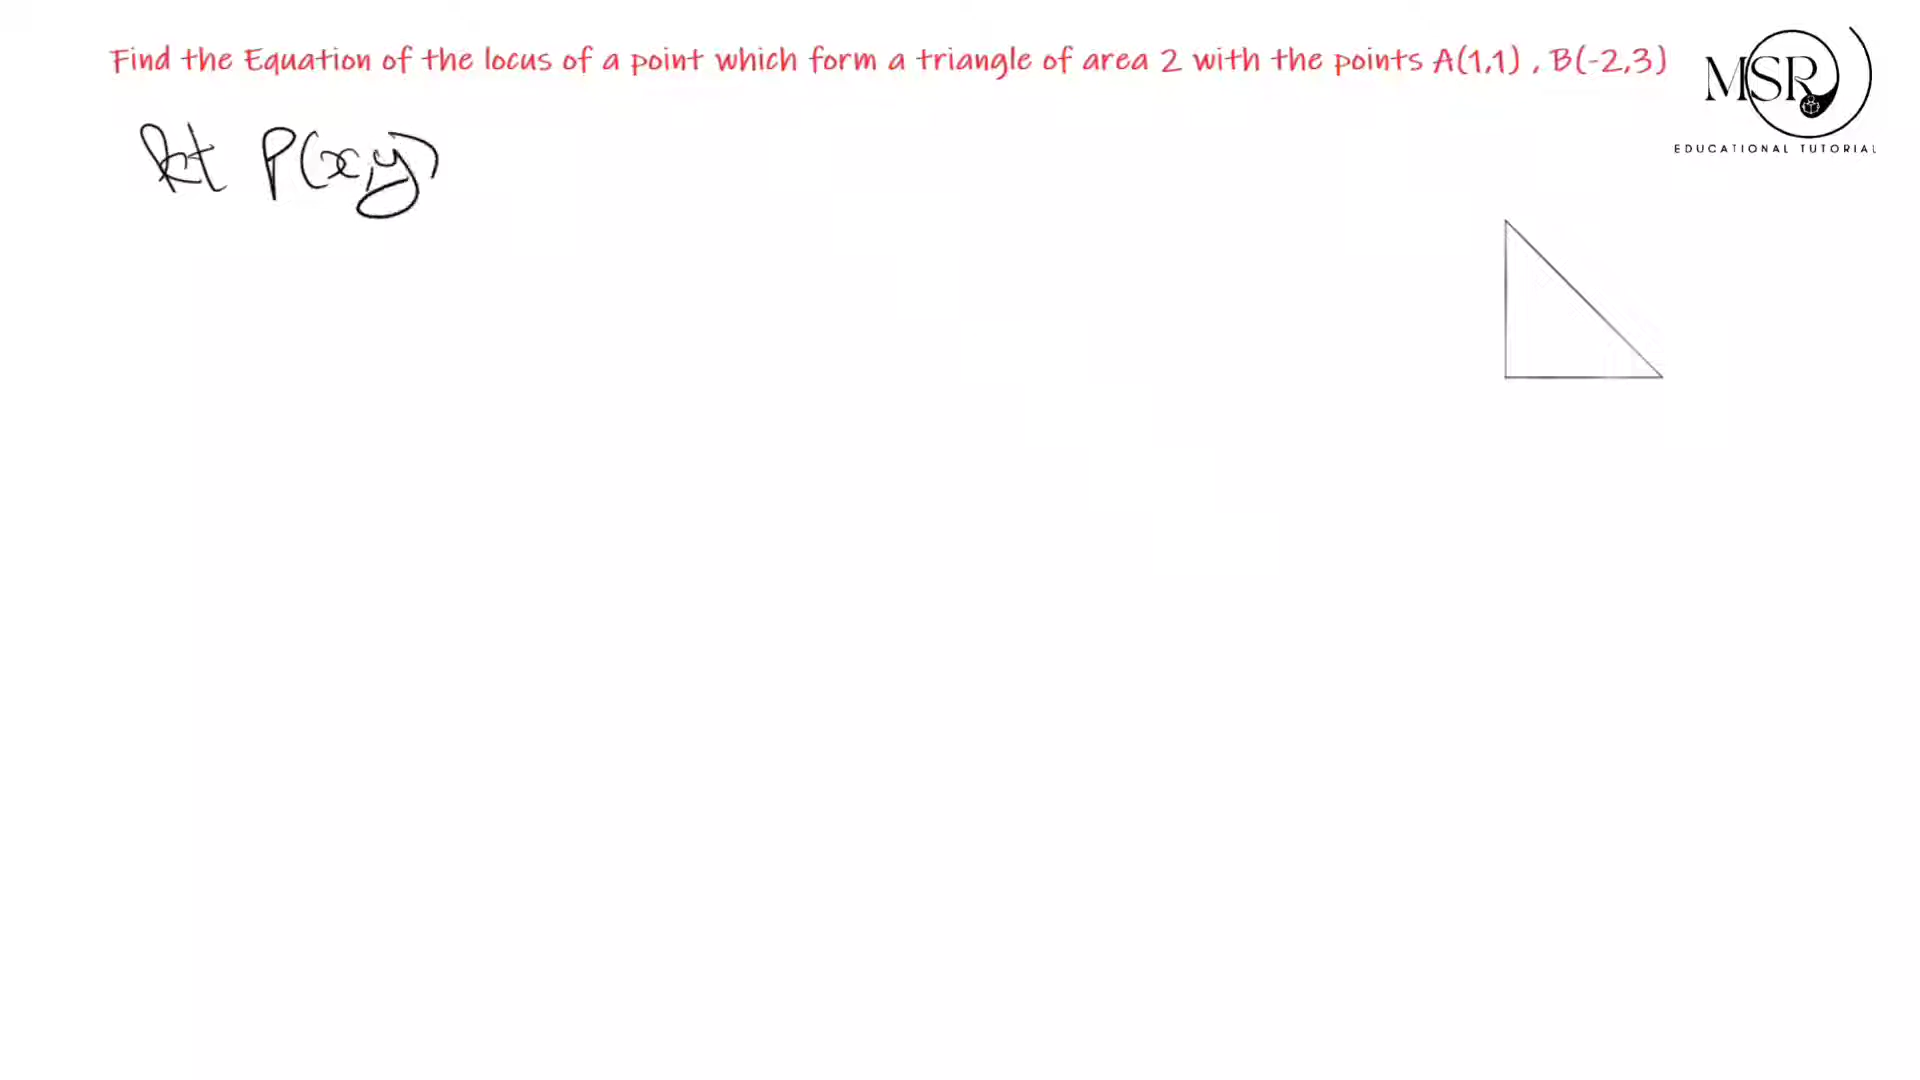 Find the Equation of the locus of a point which form a triangle of area 2 with the points A(1,1) , B(-2,3)
MSR
EDUCATIONAL TUTORIAL
let P(x,y)